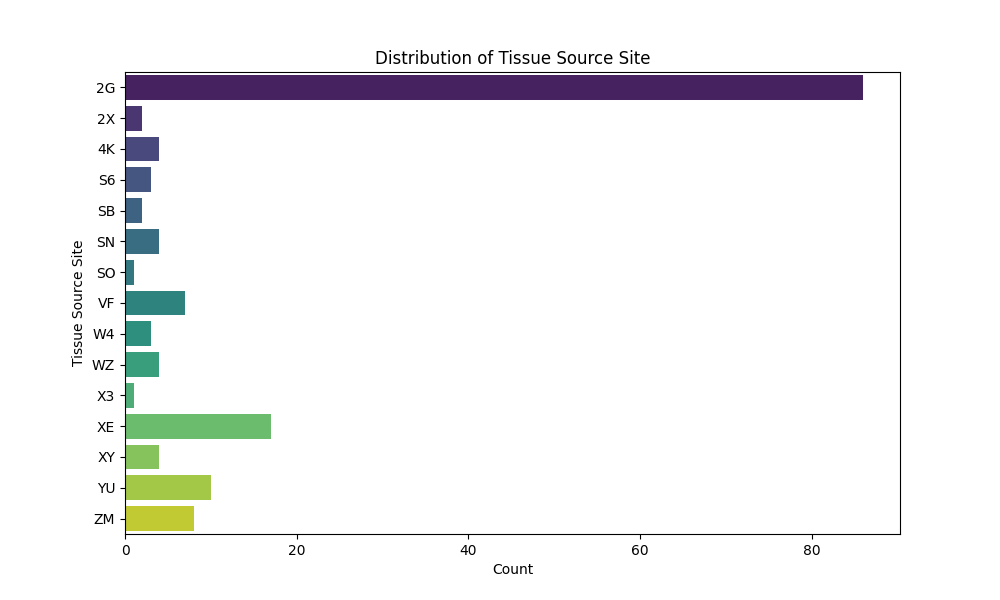 Distribution of Tissue Source Site
Tissue Source Site
2G
2X
4K
S6
SB
SN
SO
VF
W4
WZ
X3
XE
XY
YU
ZM
0 20 40 60 80
Count